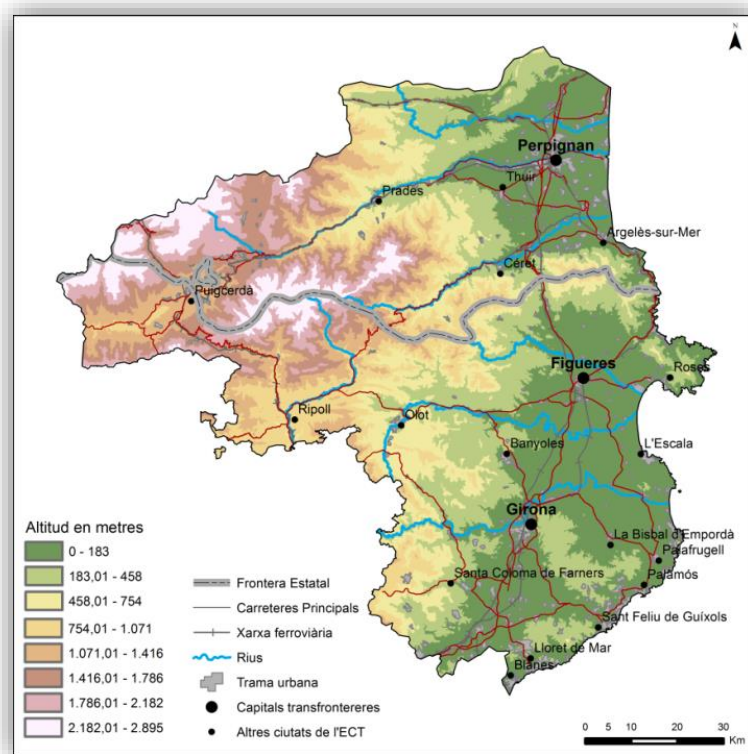 N
Perpignan
Thuir
Prades
Argelès-sur-Mer
Céret
Puigcerdà
Figueres
Roses
Ripoll
Olot
Banyoles
L'Escala
Girona
La Bisbal d'Empordà
Palafrugell
Santa Coloma de Farners
Palamós
Sant Feliu de Guíxols
Lloret de Mar
Blanes
Altitud en metres
0 - 183
183,01 - 458
458,01 - 754
754,01 - 1.071
1.071,01 - 1.416
1.416,01 - 1.786
1.786,01 - 2.182
2.182,01 - 2.895
Frontera Estatal
Carreteres Principals
Xarxa ferroviària
Rius
Trama urbana
Capitals transfrontereres
Altres ciutats de l'ECT
0 5 10 20 30
Km